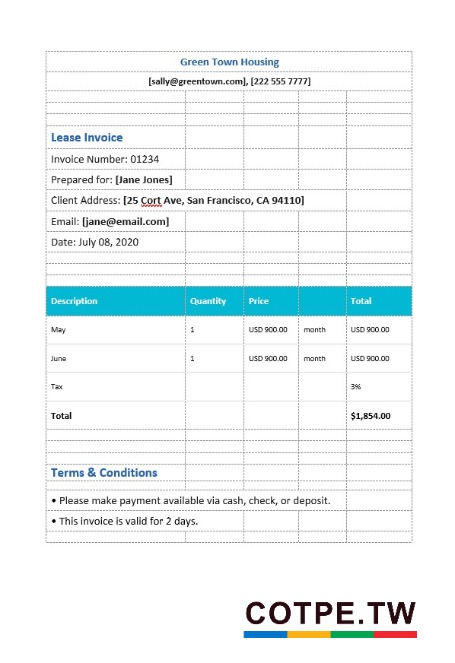 Green Town Housing
[sally@greentown.com], [222 555 7777]
Lease Invoice
Invoice Number: 01234
Prepared for: [Jane Jones]
Client Address: [25 Cort Ave, San Francisco, CA 94110]
Email: [jane@email.com]
Date: July 08, 2020
Description Quantity Price Total
May 1 USD 900.00 month USD 900.00
June 1 USD 900.00 month USD 900.00
Tax 3%
Total $1,854.00
Terms & Conditions
• Please make payment available via cash, check, or deposit.
• This invoice is valid for 2 days.
COTPE.TW